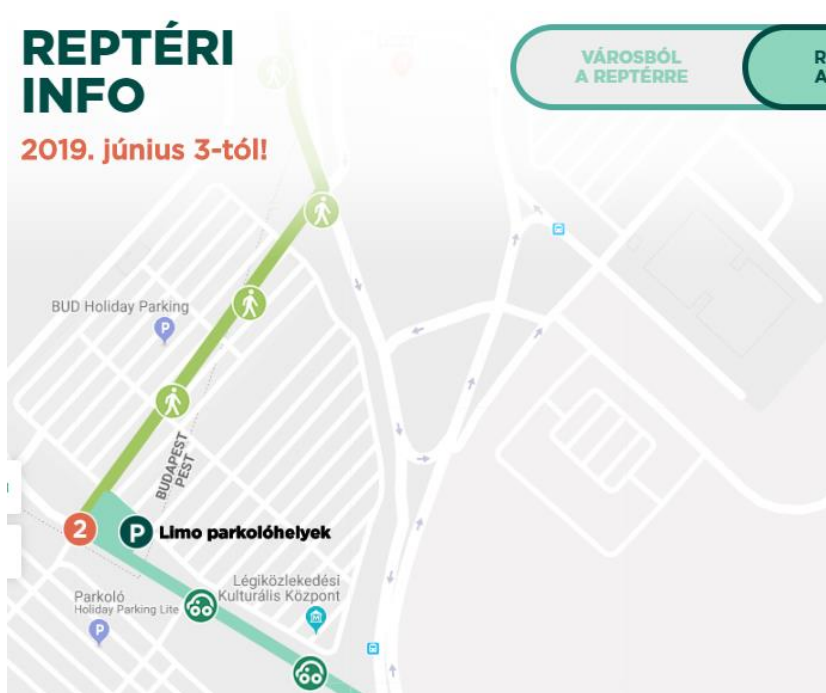 REPTÉRI
INFO
2019. június 3-tól!
VÁROSBÓL
A REPTÉRRE
R
A
BUD Holiday Parking
P
BUDAPEST
PEST
2
P
Limo parkolóhelyek
Légiközlekedési
Kulturális Központ
Parkoló
Holiday Parking Lite
P
M